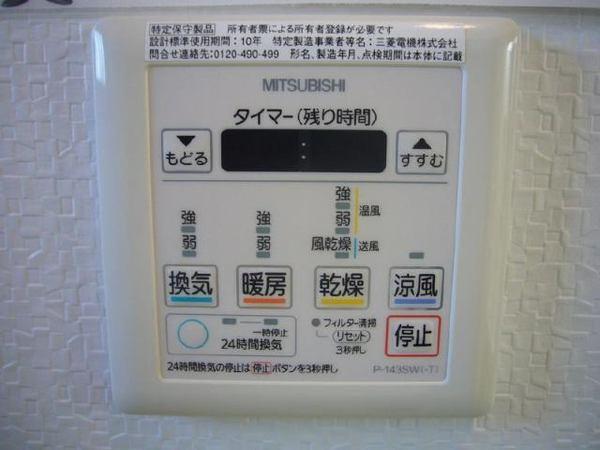 特定保守製品 所有者票による所有者登録が必要です
設計標準使用期間:10年 特定製造事業者等名:三菱電機株式会社
問合せ連絡先:0120-490-499 形名、製造年月、点検期間は本体に記載
MITSUBISHI
タイマー(残り時間)
▼ もどる
:
▲ すすむ
強
弱
強
弱
強
弱
温風
風乾燥
送風
換気
暖房
乾燥
涼風
一時停止
24時間換気
フィルター清掃
リセット
3秒押し
停止
24時間換気の停止は停止ボタンを3秒押し
P-143SW(-T)